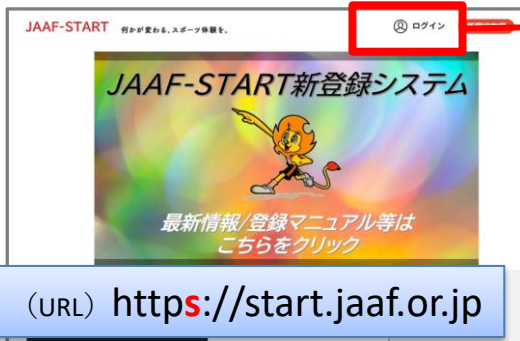 JAAF-START 何かが変わる、スポーツ体験を。
ログイン
JAAF-START新登録システム
最新情報/登録マニュアル等は
こちらをクリック
（URL）https://start.jaaf.or.jp